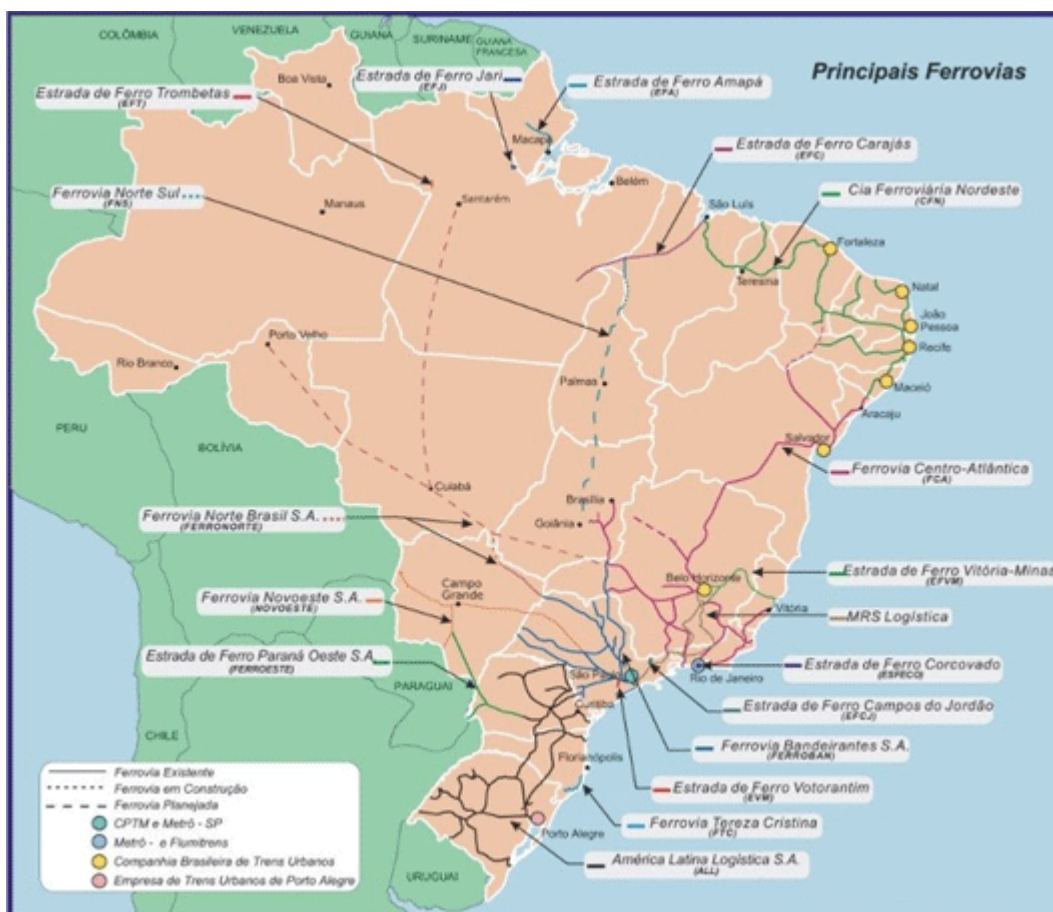 COLÔMBIA
VENEZUELA
GUIANA
SURINAME
GUIANA
FRANCESA
Principais Ferrovias
Boa Vista
Estrada de Ferro Jari
(EFJ)
Estrada de Ferro Amapá
(EFA)
Estrada de Ferro Trombetas
(EFT)
Macapá
Estrada de Ferro Carajás
(EFC)
Belém
Ferrovia Norte Sul
(FNS)
Manaus
Santarém
São Luís
Cia Ferroviária Nordeste
(CFN)
Fortaleza
Teresina
Natal
João
Pessoa
Recife
Porto Velho
Rio Branco
Palmas
Maceió
Aracaju
PERU
BOLÍVIA
Salvador
Ferrovia Centro-Atlântica
(FCA)
Cuiabá
Brasília
Goiânia
Ferrovia Norte Brasil S.A.
(FERRONORTE)
Belo Horizonte
Estrada de Ferro Vitória-Minas
(EFVM)
Ferrovia Novoeste S.A.
(NOVOESTE)
Campo
Grande
Vitória
MRS Logística
Estrada de Ferro Paraná Oeste S.A.
(FERROESTE)
São Paulo
Rio de Janeiro
Estrada de Ferro Corcovado
(ESFECO)
PARAGUAI
Curitiba
Estrada de Ferro Campos do Jordão
(EFCJ)
CHILE
Ferrovia Bandeirantes S.A.
(FERROBAN)
Florianópolis
Estrada de Ferro Votorantim
(EVM)
Porto Alegre
Ferrovia Tereza Cristina
(FTC)
América Latina Logística S.A.
(ALL)
URUGUAI
Ferrovia Existente
Ferrovia em Construção
Ferrovia Planejada
CPTM e Metrô - SP
Metrô - e Flumitrens
Companhia Brasileira de Trens Urbanos
Empresa de Trens Urbanos de Porto Alegre